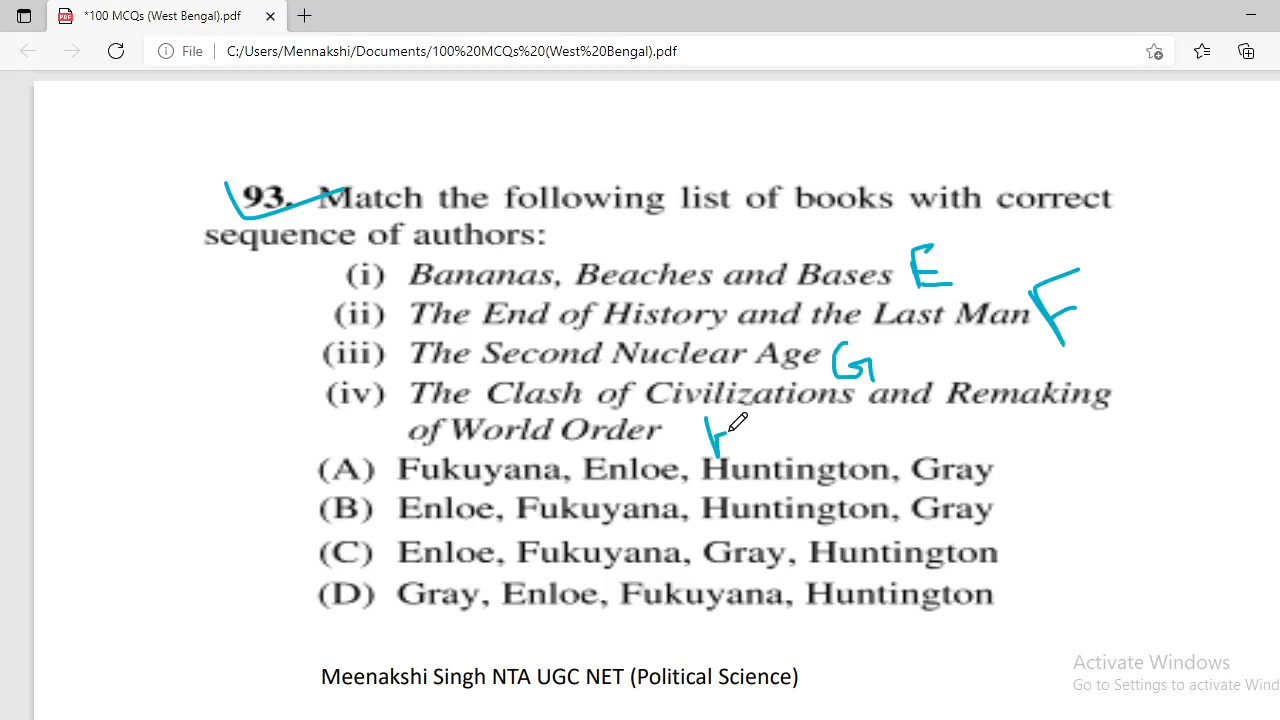 *100 MCQs (West Bengal).pdf
File C:/Users/Mennakshi/Documents/100%20MCQs%20(West%20Bengal).pdf
93. Match the following list of books with correct
sequence of authors:
(i) Bananas, Beaches and Bases E
(ii) The End of History and the Last Man F
(iii) The Second Nuclear Age G
(iv) The Clash of Civilizations and Remaking
of World Order
(A) Fukuyana, Enloe, Huntington, Gray
(B) Enloe, Fukuyana, Huntington, Gray
(C) Enloe, Fukuyana, Gray, Huntington
(D) Gray, Enloe, Fukuyana, Huntington
Meenakshi Singh NTA UGC NET (Political Science)
Activate Windows
Go to Settings to activate Wind